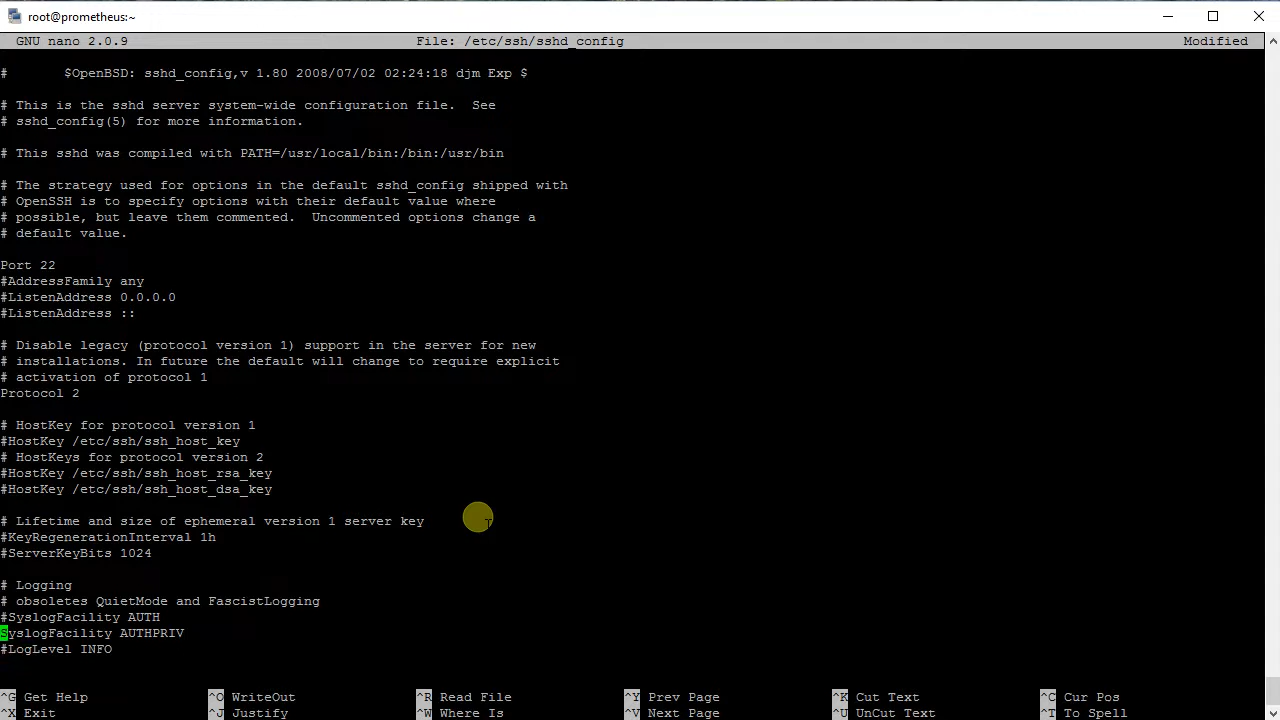 root@prometheus:~
GNU nano 2.0.9 File: /etc/ssh/sshd_config Modified
# $OpenBSD: sshd_config,v 1.80 2008/07/02 02:24:18 djm Exp $
# This is the sshd server system-wide configuration file.  See
# sshd_config(5) for more information.
# This sshd was compiled with PATH=/usr/local/bin:/bin:/usr/bin
# The strategy used for options in the default sshd_config shipped with
# OpenSSH is to specify options with their default value where
# possible, but leave them commented.  Uncommented options change a
# default value.
Port 22
#AddressFamily any
#ListenAddress 0.0.0.0
#ListenAddress ::
# Disable legacy (protocol version 1) support in the server for new
# installations. In future the default will change to require explicit
# activation of protocol 1
Protocol 2
# HostKey for protocol version 1
#HostKey /etc/ssh/ssh_host_key
# HostKeys for protocol version 2
#HostKey /etc/ssh/ssh_host_rsa_key
#HostKey /etc/ssh/ssh_host_dsa_key
# Lifetime and size of ephemeral version 1 server key
#KeyRegenerationInterval 1h
#ServerKeyBits 1024
# Logging
# obsoletes QuietMode and FascistLogging
#SyslogFacility AUTH
SyslogFacility AUTHPRIV
#LogLevel INFO
^G Get Help ^O WriteOut ^R Read File ^Y Prev Page ^K Cut Text ^C Cur Pos
^X Exit ^J Justify ^W Where Is ^V Next Page ^U UnCut Text ^T To Spell